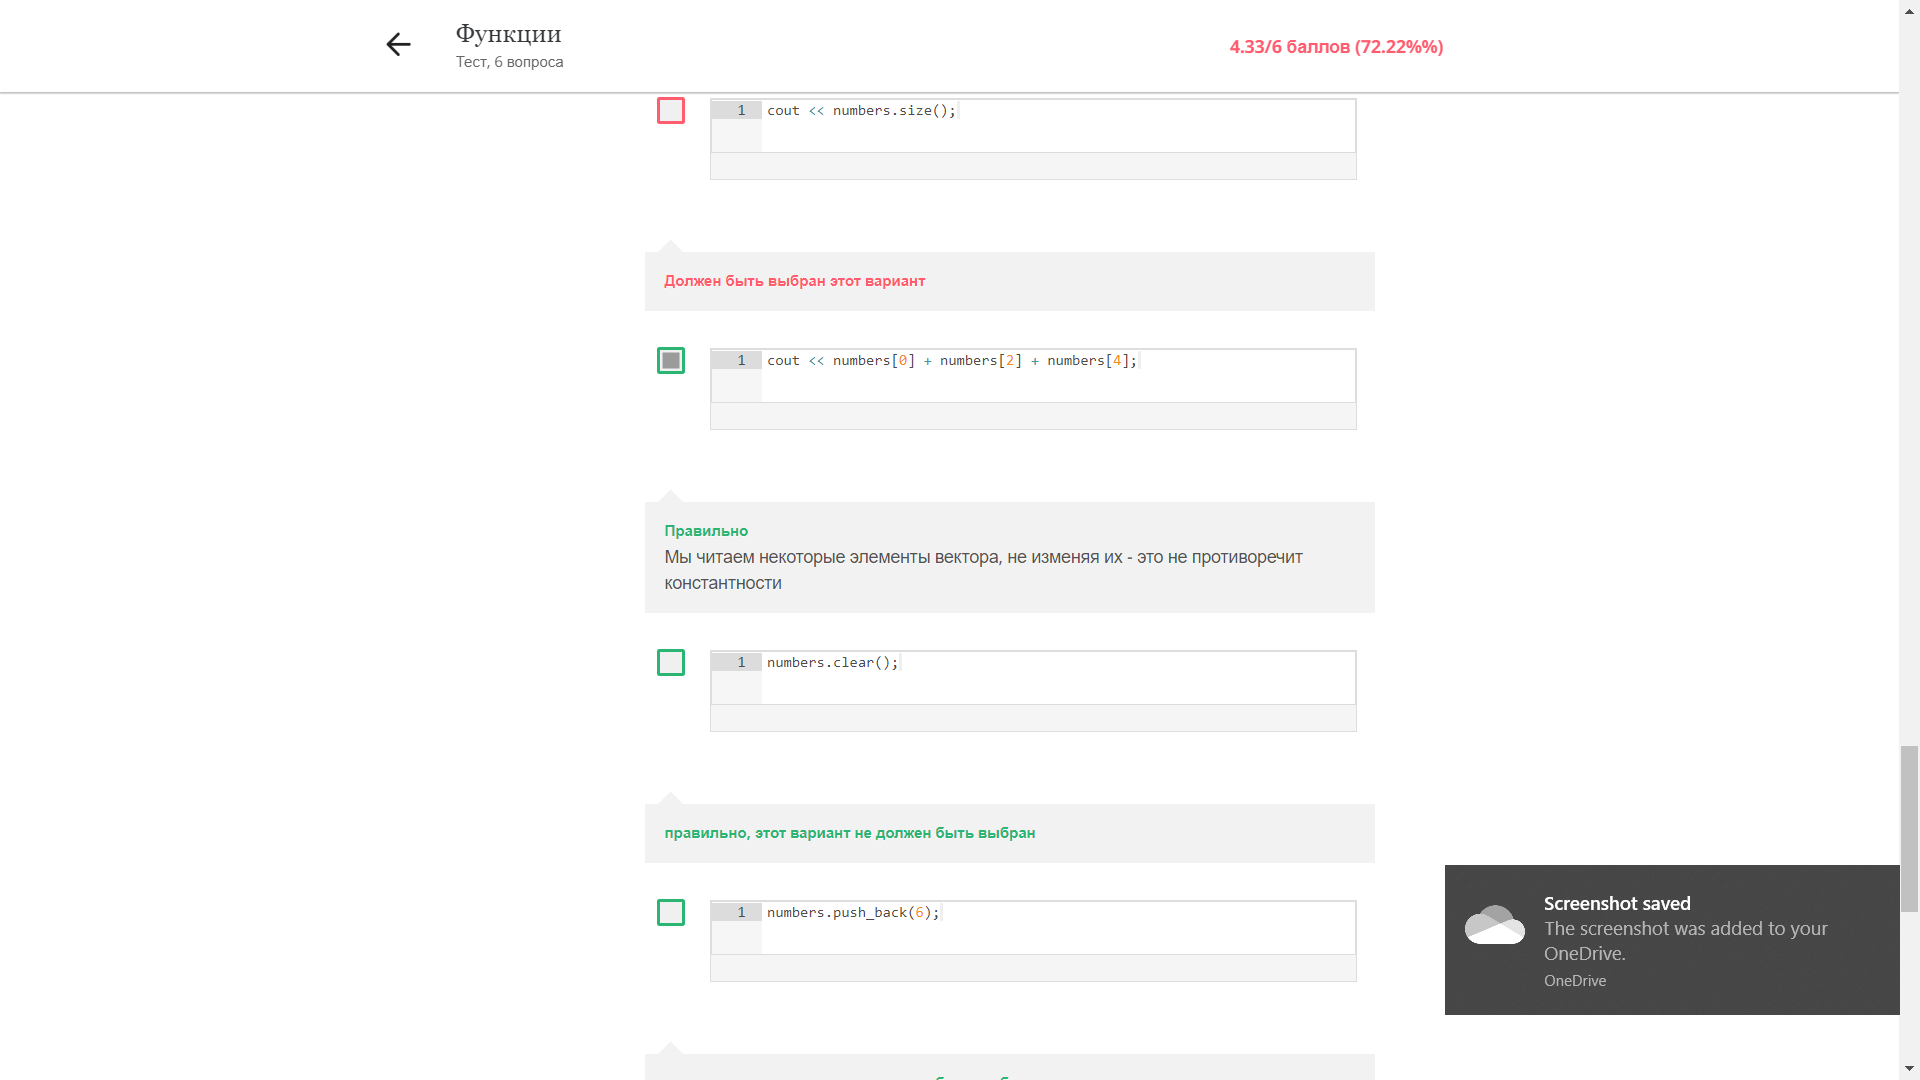 Функции
Тест, 6 вопроса
4.33/6 баллов (72.22%%)
1 cout << numbers.size();
Должен быть выбран этот вариант
1 cout << numbers[0] + numbers[2] + numbers[4];
Правильно
Мы читаем некоторые элементы вектора, не изменяя их - это не противоречит
константности
1 numbers.clear();
правильно, этот вариант не должен быть выбран
1 numbers.push_back(6);
Screenshot saved
The screenshot was added to your
OneDrive.
OneDrive